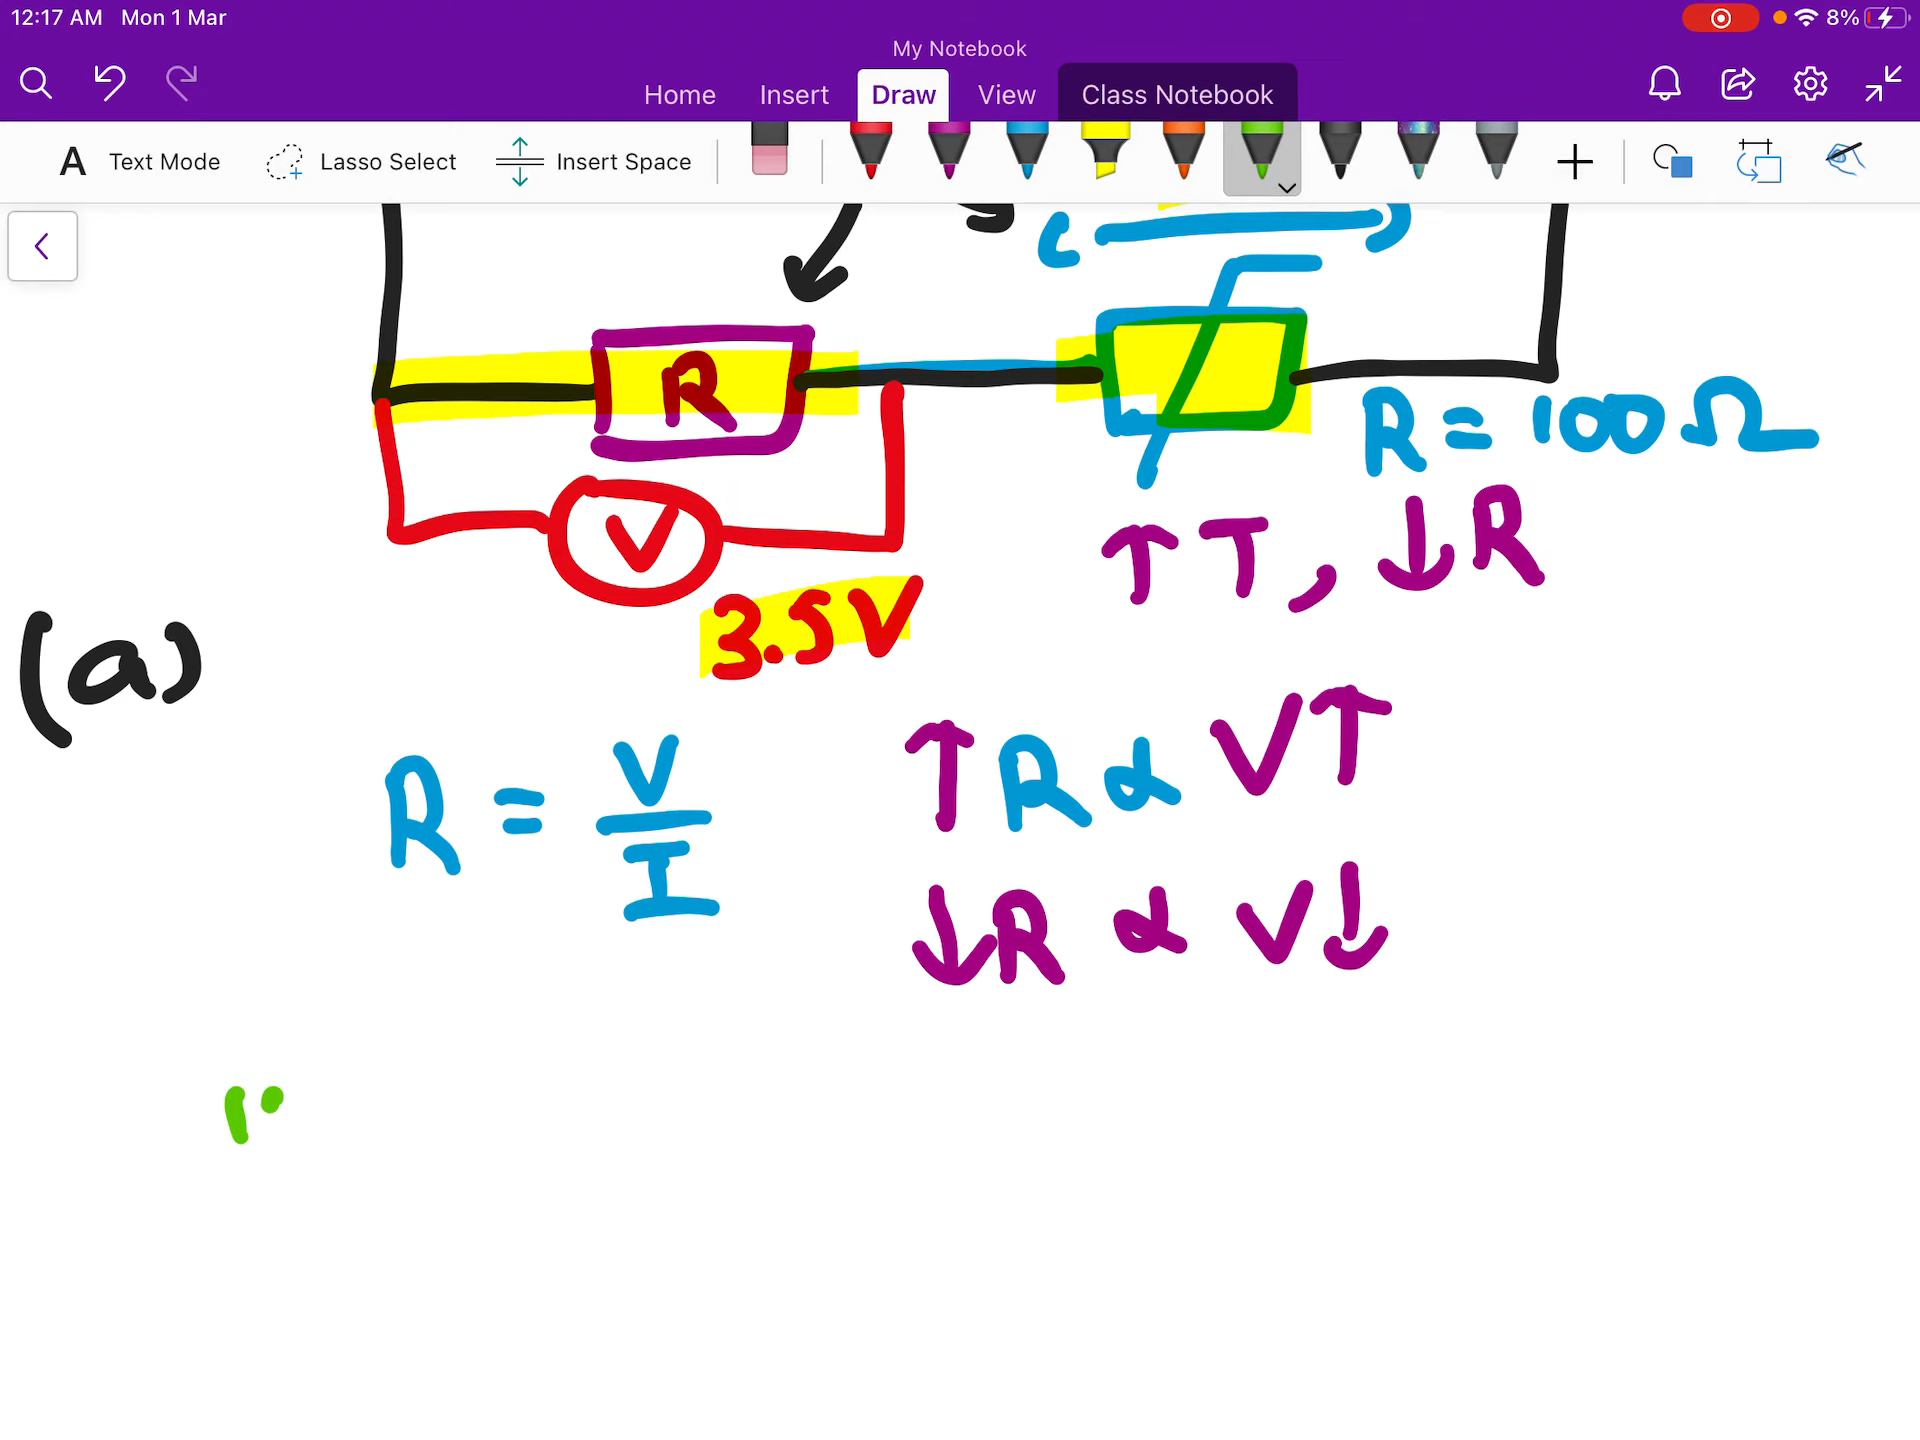 12:17 AM Mon 1 Mar
8%
My Notebook
Home Insert Draw View Class Notebook
A Text Mode Lasso Select Insert Space
R
R = 100 Ω
V
↑ T, ↓ R
3.5V
(a)
R = V / I
↑ R α V ↑
↓ R α V ↓